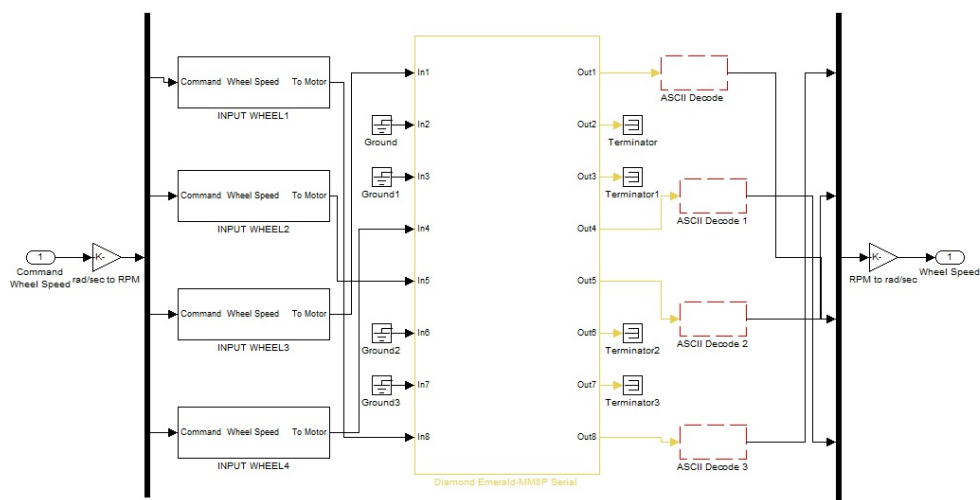 1
Command
Wheel Speed
K-
rad/sec to RPM
Command Wheel Speed To Motor
INPUT WHEEL1
Command Wheel Speed To Motor
INPUT WHEEL2
Command Wheel Speed To Motor
INPUT WHEEL3
Command Wheel Speed To Motor
INPUT WHEEL4
Ground
Ground1
Ground2
Ground3
In1
In2
In3
In4
In5
In6
In7
In8
Out1
Out2
Out3
Out4
Out5
Out6
Out7
Out8
Diamond Emerald-MM8P Serial
ASCII Decode
Terminator
Terminator1
ASCII Decode 1
ASCII Decode 2
Terminator2
Terminator3
ASCII Decode 3
K-
RPM to rad/sec
1
Wheel Speed